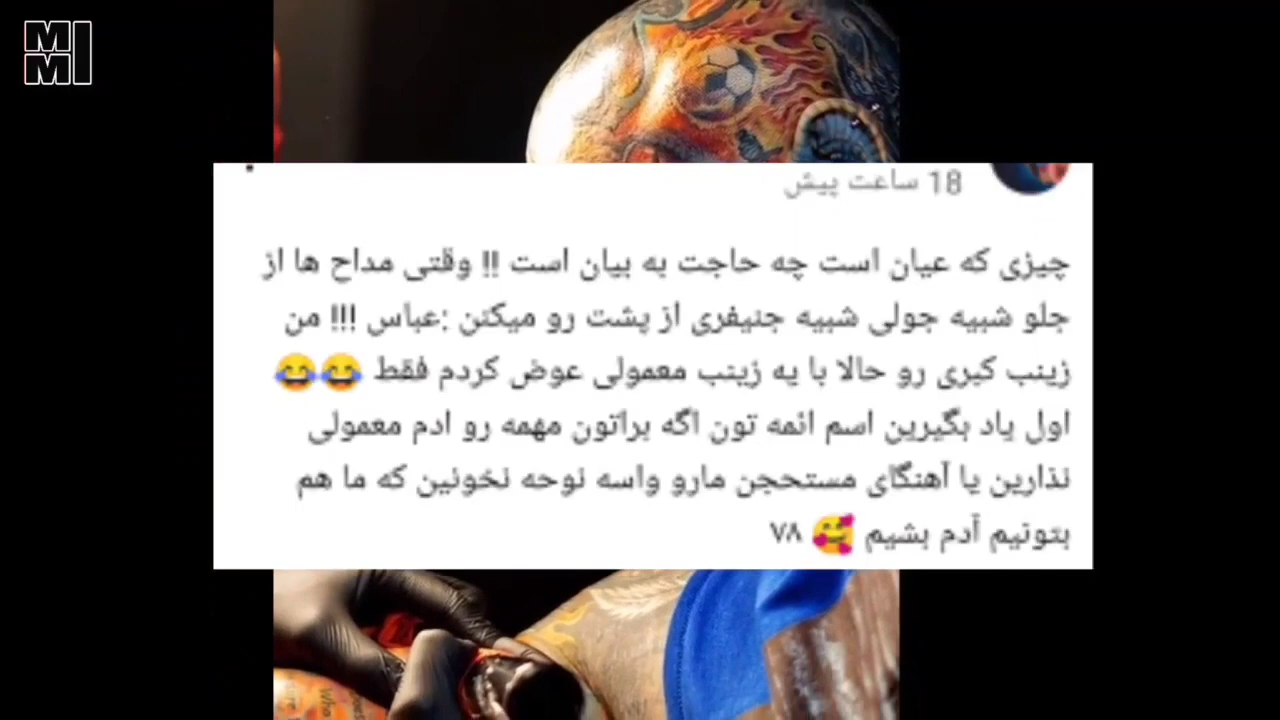 MMI
18 ساعت پیش
چیزی که عیان است چه حاجت به بیان است !! وقتی مداح ها از
جلو شبیه جولی شبیه جنیفری از پشت رو میکنن :عباس !!! من
زینب کبری رو حالا با یه زینب معمولی عوض کردم فقط 😂😂
اول یاد بگیرین اسم ائمه تون اگه براتون مهمه رو ادم معمولی
نذارین یا آهنگای مستحجن مارو واسه نوحه نخونین که ما هم
بتونیم آدم بشیم 🥰 ۷۸